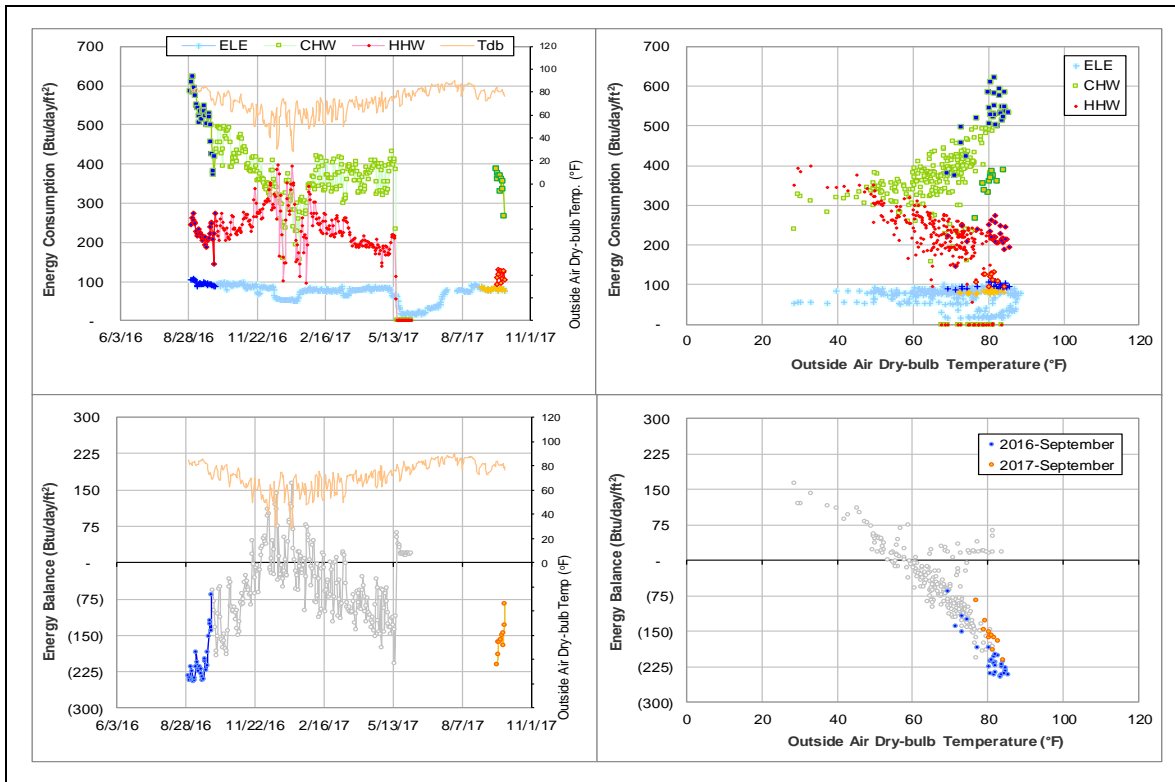 ELE CHW HHW Tdb
Energy Consumption (Btu/day/ft²)
700
600
500
400
300
200
100
-
120
100
80
60
40
20
0
Outside Air Dry-bulb Temp. (°F)
6/3/16 8/28/16 11/22/16 2/16/17 5/13/17 8/7/17 11/1/17
Energy Consumption (Btu/day/ft²)
700
600
500
400
300
200
100
-
ELE
CHW
HHW
0 20 40 60 80 100 120
Outside Air Dry-bulb Temperature (°F)
Energy Balance (Btu/day/ft²)
300
225
150
75
-
(75)
(150)
(225)
(300)
120
100
80
60
40
20
0
Outside Air Dry-bulb Temp (°F)
6/3/16 8/28/16 11/22/16 2/16/17 5/13/17 8/7/17 11/1/17
Energy Balance (Btu/day/ft²)
300
225
150
75
-
(75)
(150)
(225)
(300)
2016-September
2017-September
0 20 40 60 80 100 120
Outside Air Dry-bulb Temperature (°F)